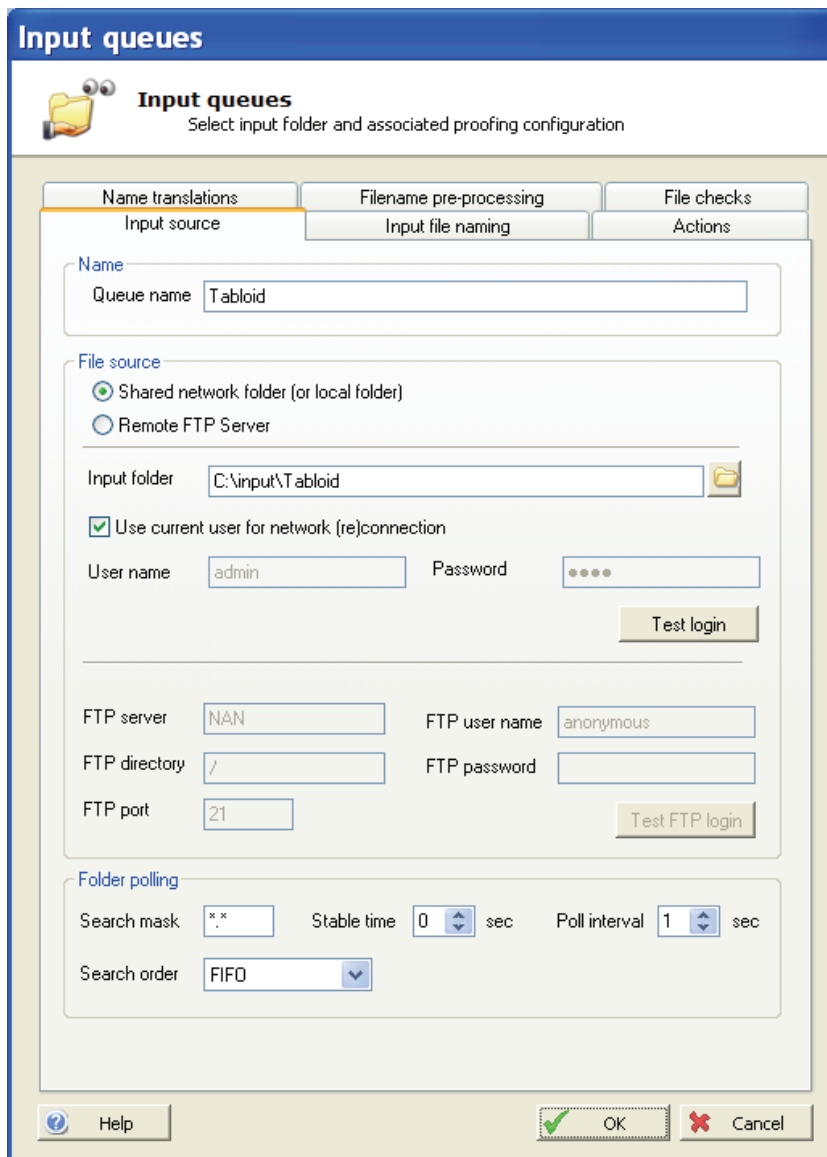 Input queues
Input queues
Select input folder and associated proofing configuration
Name translations Filename pre-processing File checks
Input source Input file naming Actions
Name
Queue name Tabloid
File source
Shared network folder (or local folder)
Remote FTP Server
Input folder C:\input\Tabloid
Use current user for network (re)connection
User name admin Password ●●●●
Test login
FTP server NAN FTP user name anonymous
FTP directory / FTP password
FTP port 21 Test FTP login
Folder polling
Search mask *.* Stable time 0 sec Poll interval 1 sec
Search order FIFO
Help OK Cancel